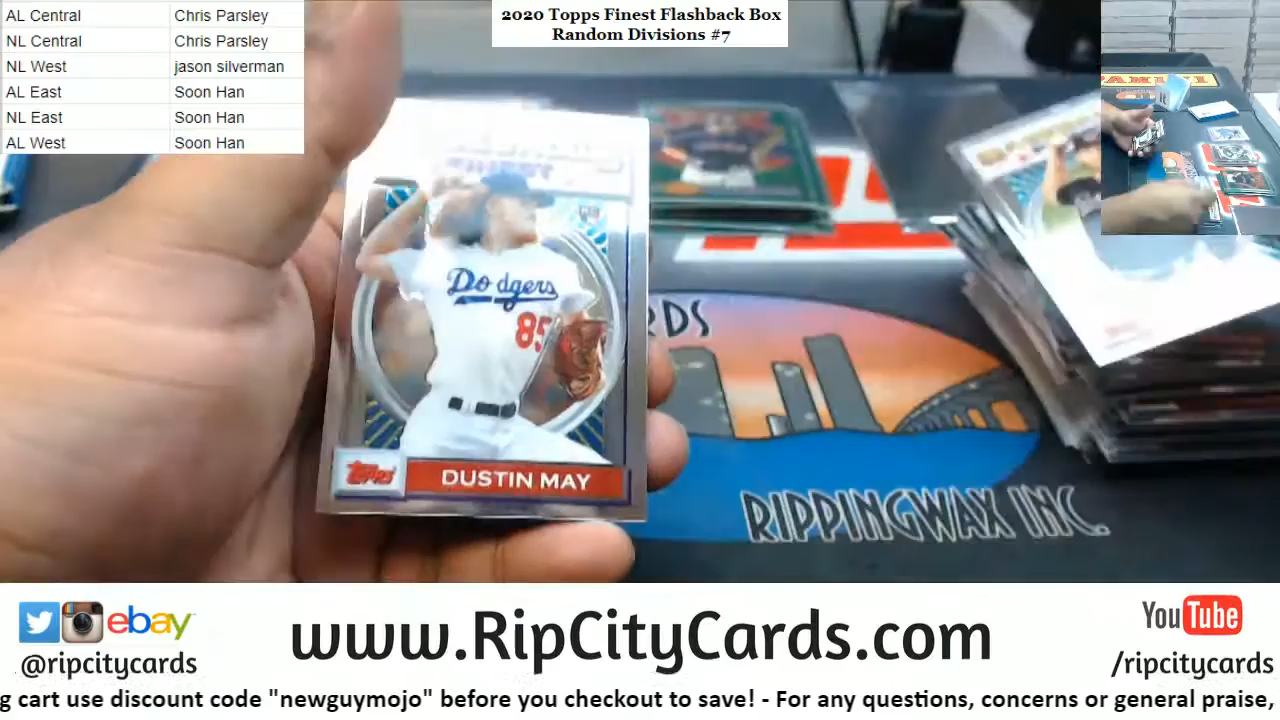 AL Central Chris Parsley
NL Central Chris Parsley
NL West jason silverman
AL East Soon Han
NL East Soon Han
AL West Soon Han
2020 Topps Finest Flashback Box
Random Divisions #7
PANINI
Dodgers
85
TOPPS
DUSTIN MAY
RDS
RIPPINGWAX INC.
ebay
@ripcitycards
www.RipCityCards.com
YouTube
/ripcitycards
g cart use discount code "newguymojo" before you checkout to save! - For any questions, concerns or general praise,